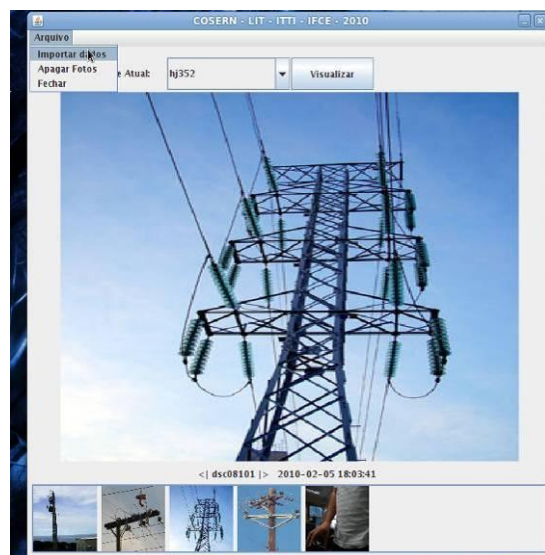 COSERN - LIT - ITTI - IFCE - 2010
Arquivo
Importar dados
Apagar Fotos
Fechar
e Atual:
hj352
Visualizar
<| dsc08101 |> 2010-02-05 18:03:41